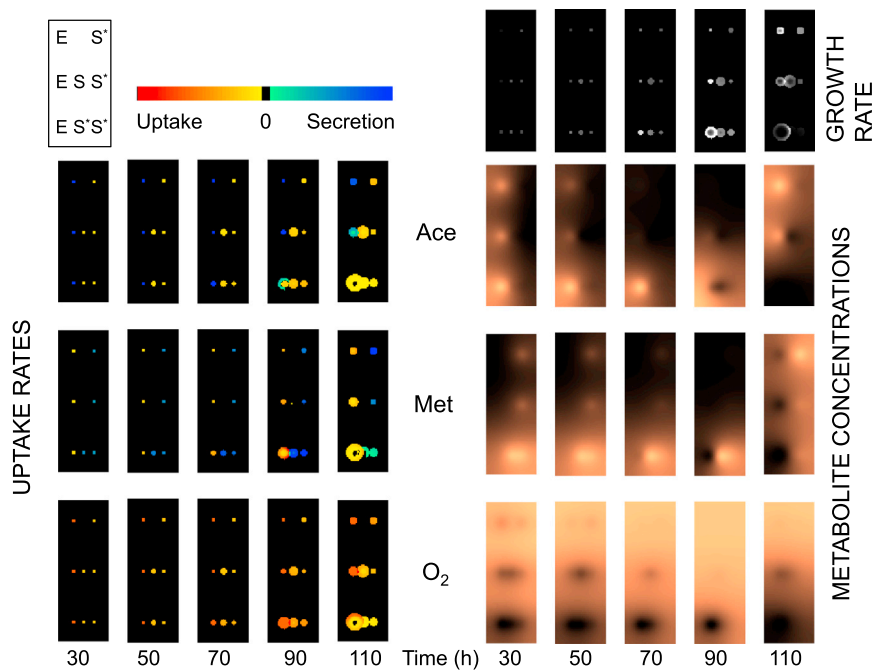 E S*
E S S*
E S*S*
Uptake 0 Secretion
GROWTH
RATE
Ace
Met
O₂
UPTAKE RATES
METABOLITE CONCENTRATIONS
30 50 70 90 110 Time (h) 30 50 70 90 110